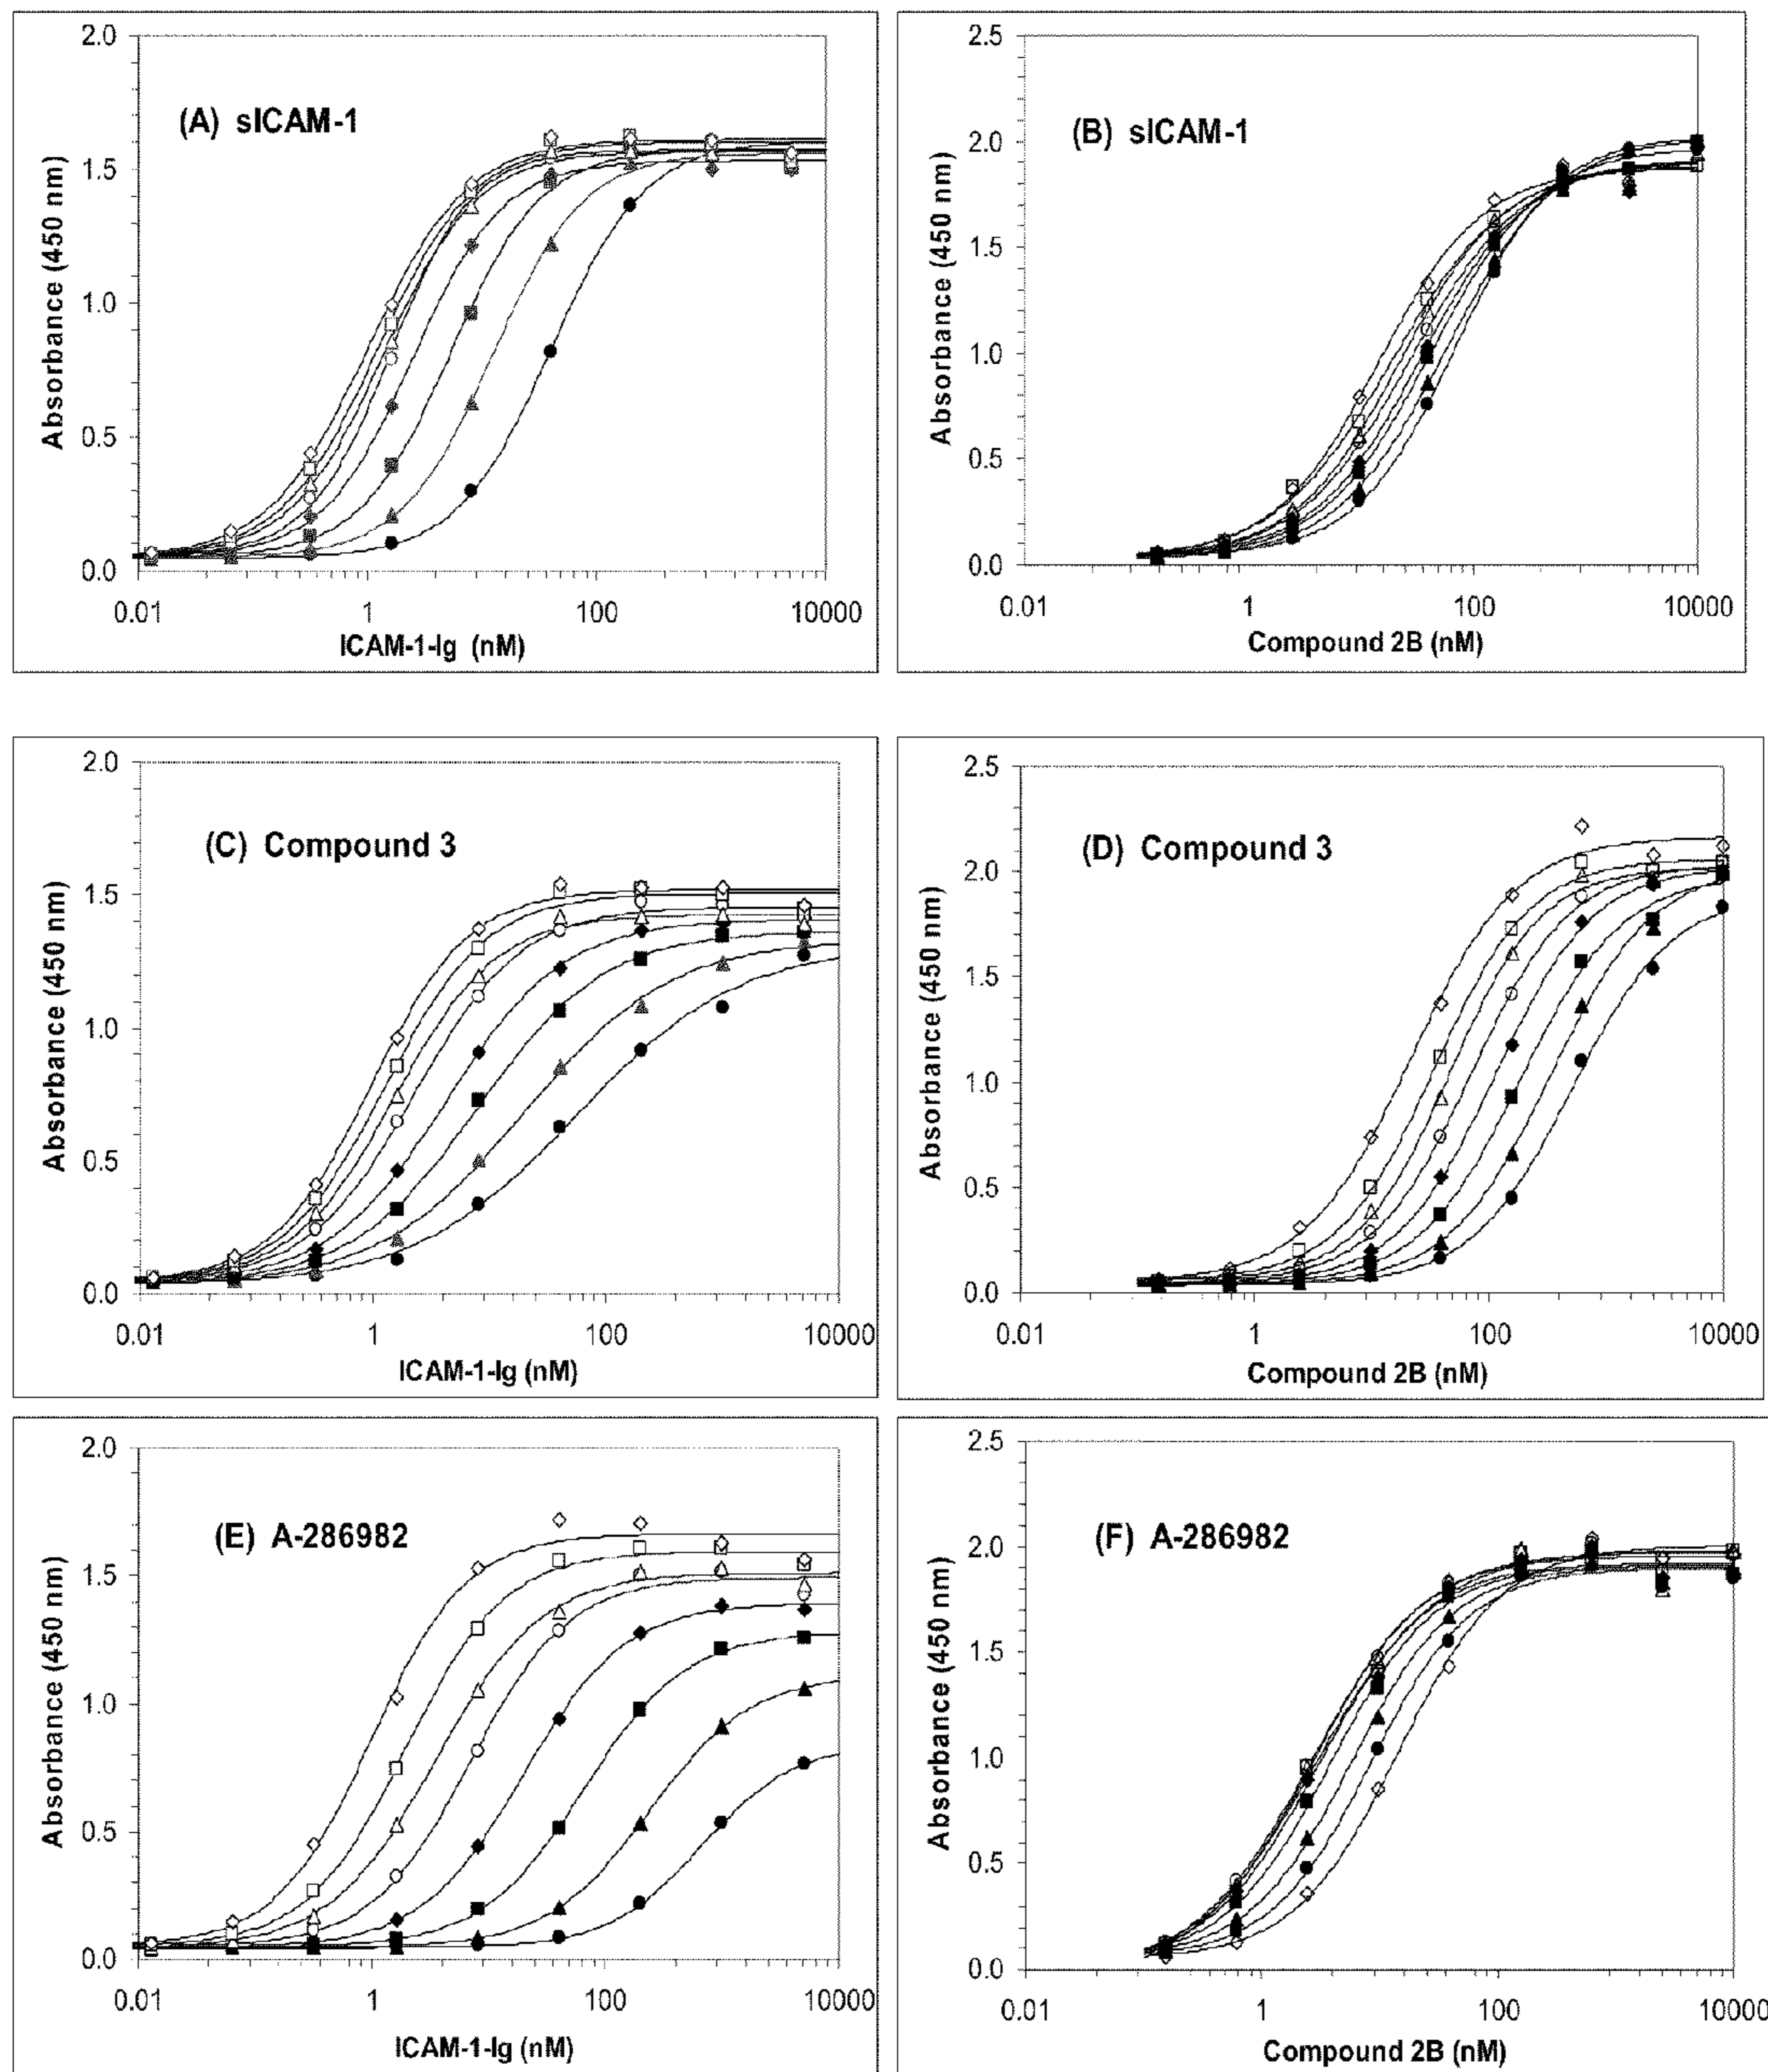 (A) sICAM-1
Absorbance (450 nm)
2.0
1.5
1.0
0.5
0.0
0.01 1 100 10000
ICAM-1-Ig (nM)
(B) sICAM-1
Absorbance (450 nm)
2.5
2.0
1.5
1.0
0.5
0.0
0.01 1 100 10000
Compound 2B (nM)
(C) Compound 3
Absorbance (450 nm)
2.0
1.5
1.0
0.5
0.0
0.01 1 100 10000
ICAM-1-Ig (nM)
(D) Compound 3
Absorbance (450 nm)
2.5
2.0
1.5
1.0
0.5
0.0
0.01 1 100 10000
Compound 2B (nM)
(E) A-286982
Absorbance (450 nm)
2.0
1.5
1.0
0.5
0.0
0.01 1 100 10000
ICAM-1-Ig (nM)
(F) A-286982
Absorbance (450 nm)
2.5
2.0
1.5
1.0
0.5
0.0
0.01 1 100 10000
Compound 2B (nM)